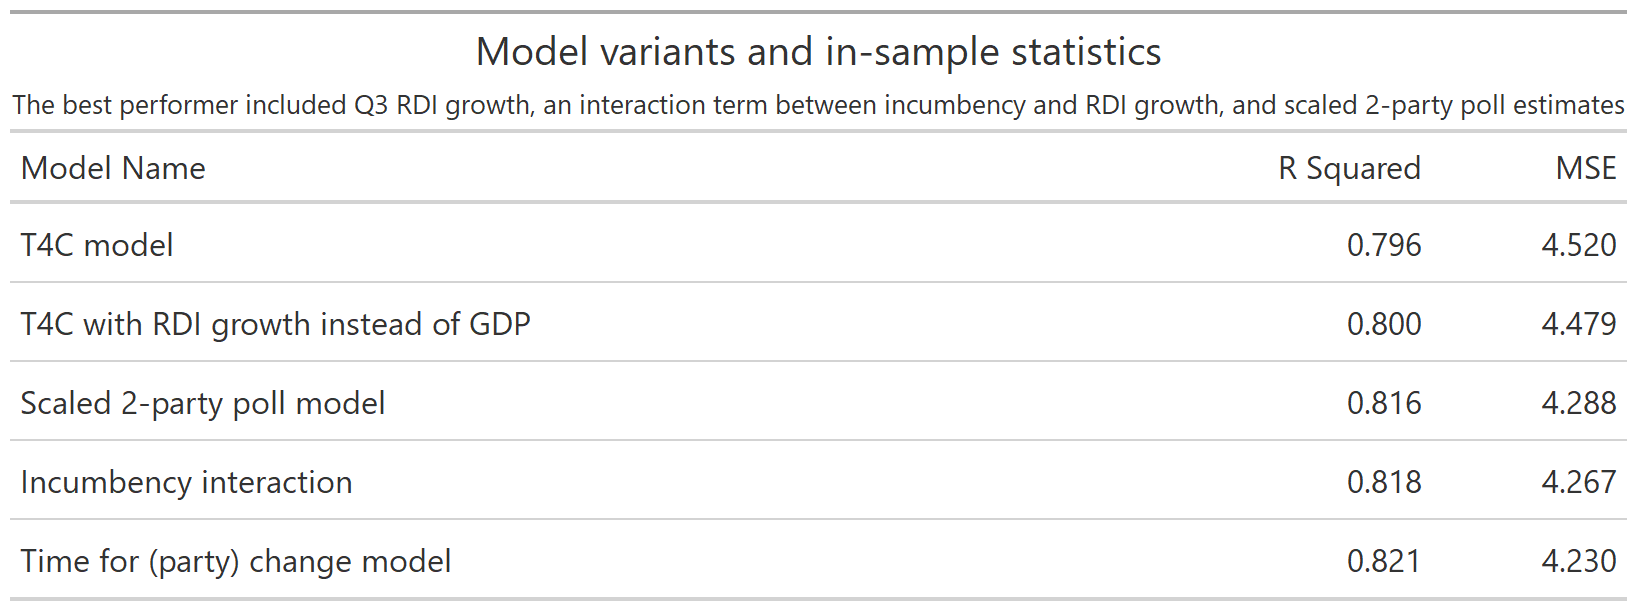 Model variants and in-sample statistics
The best performer included Q3 RDI growth, an interaction term between incumbency and RDI growth, and scaled 2-party poll estimates
Model Name R Squared MSE
T4C model 0.796 4.520
T4C with RDI growth instead of GDP 0.800 4.479
Scaled 2-party poll model 0.816 4.288
Incumbency interaction 0.818 4.267
Time for (party) change model 0.821 4.230